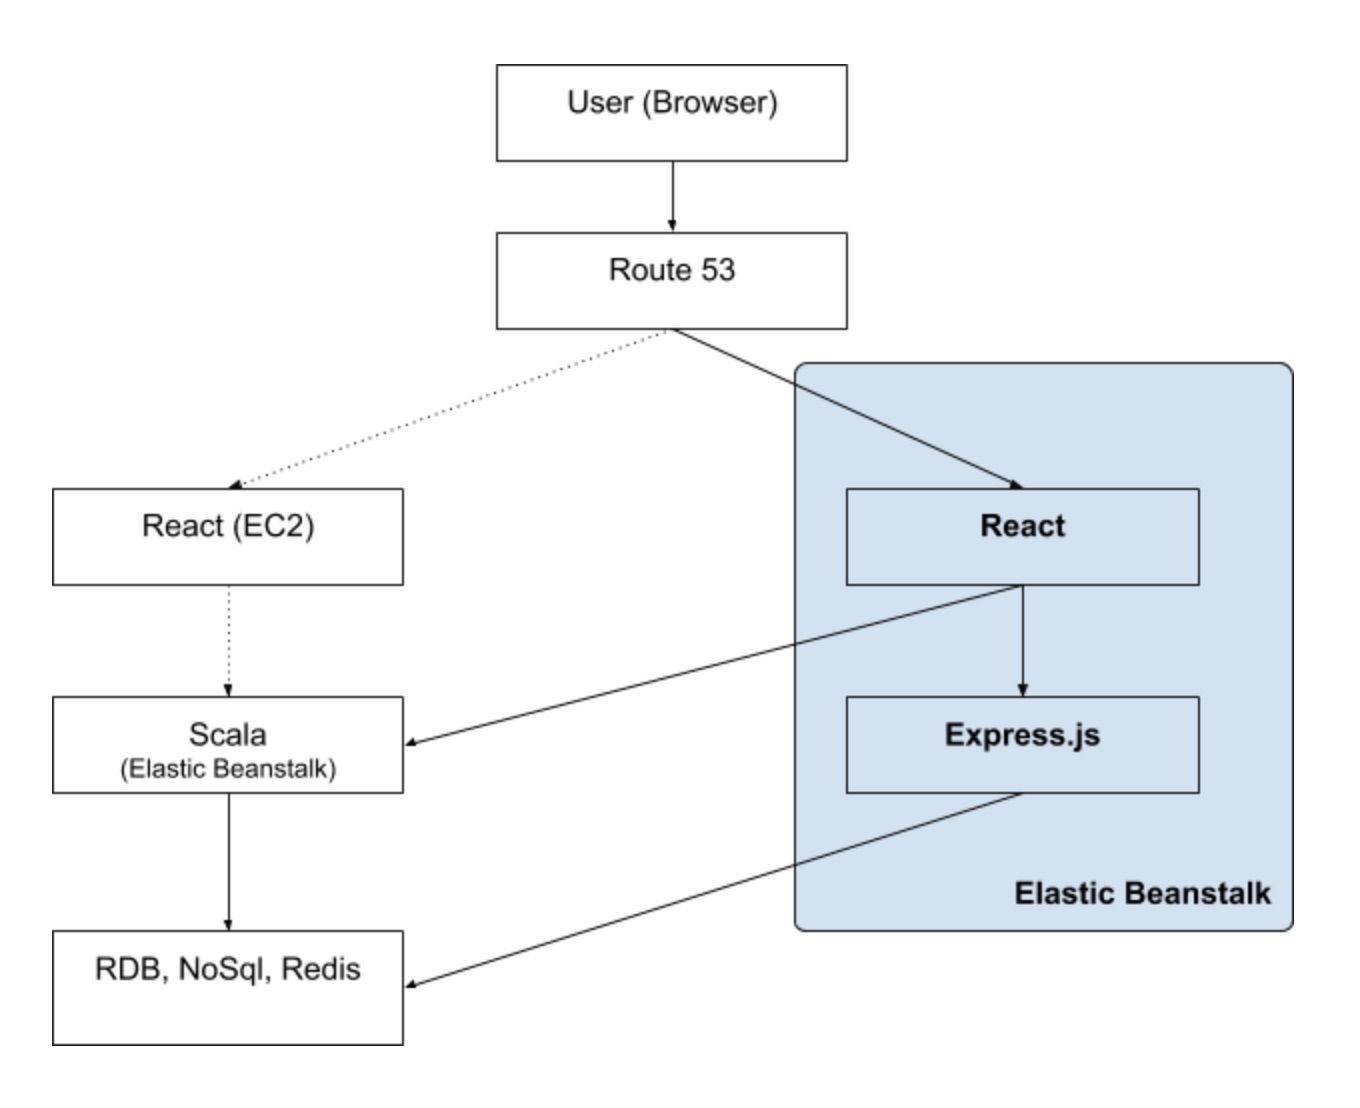 User (Browser)
Route 53
React (EC2)
React
Scala
(Elastic Beanstalk)
Express.js
Elastic Beanstalk
RDB, NoSql, Redis